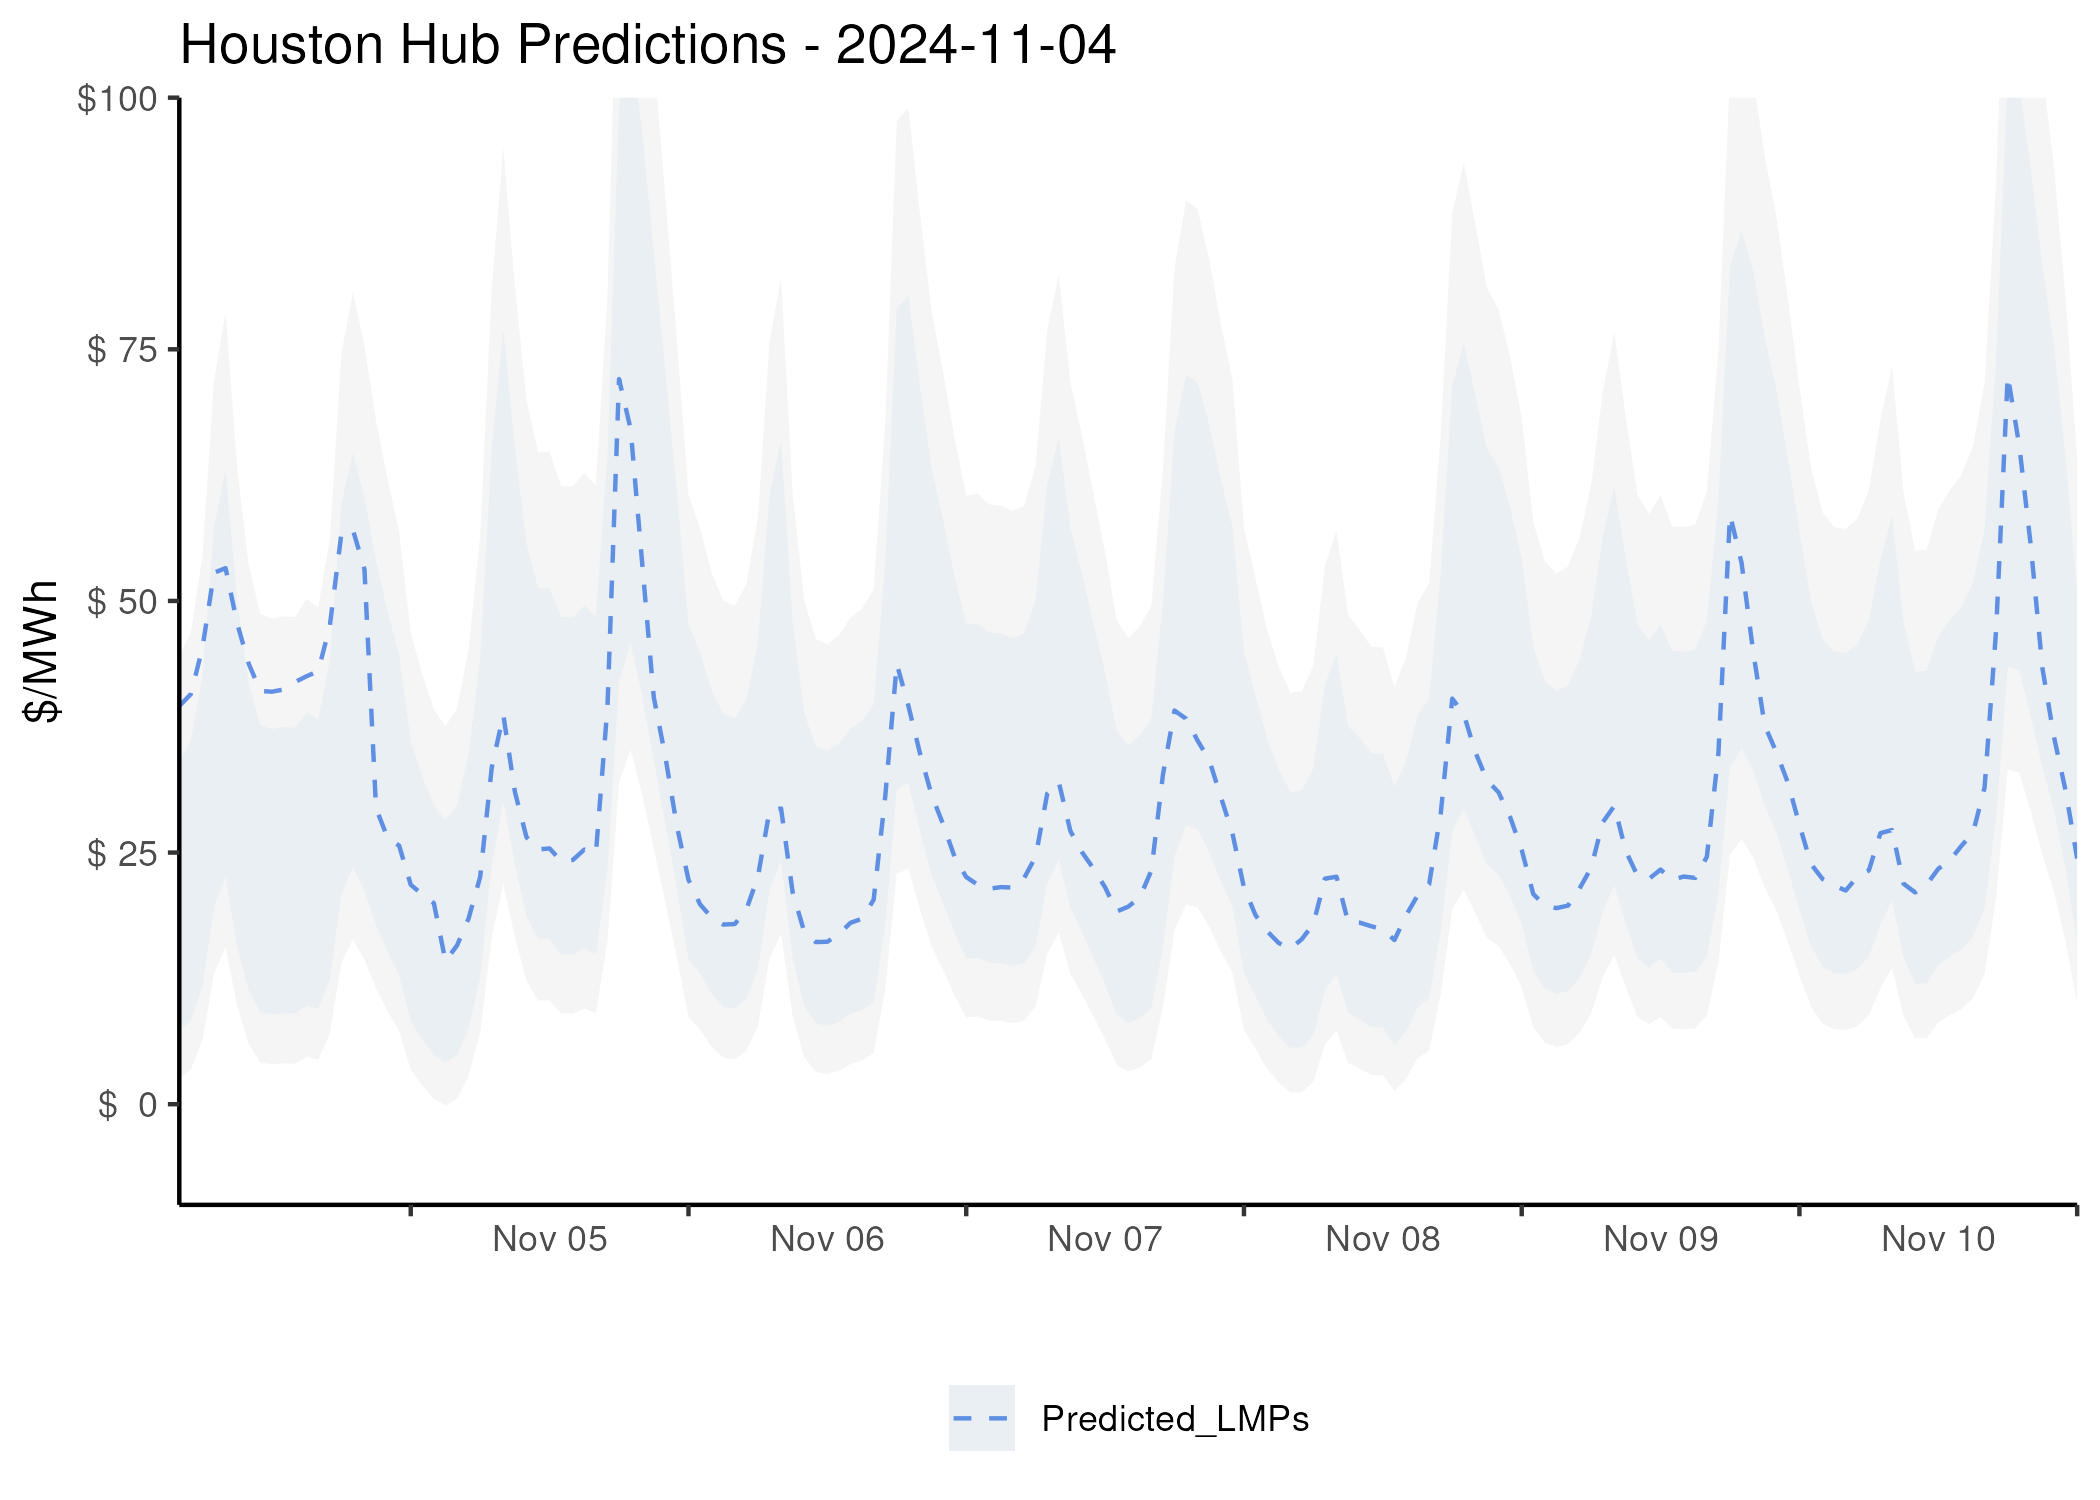 Houston Hub Predictions - 2024-11-04
$100
$ 75
$ 50
$ 25
$ 0
$/MWh
Nov 05 Nov 06 Nov 07 Nov 08 Nov 09 Nov 10
Predicted_LMPs